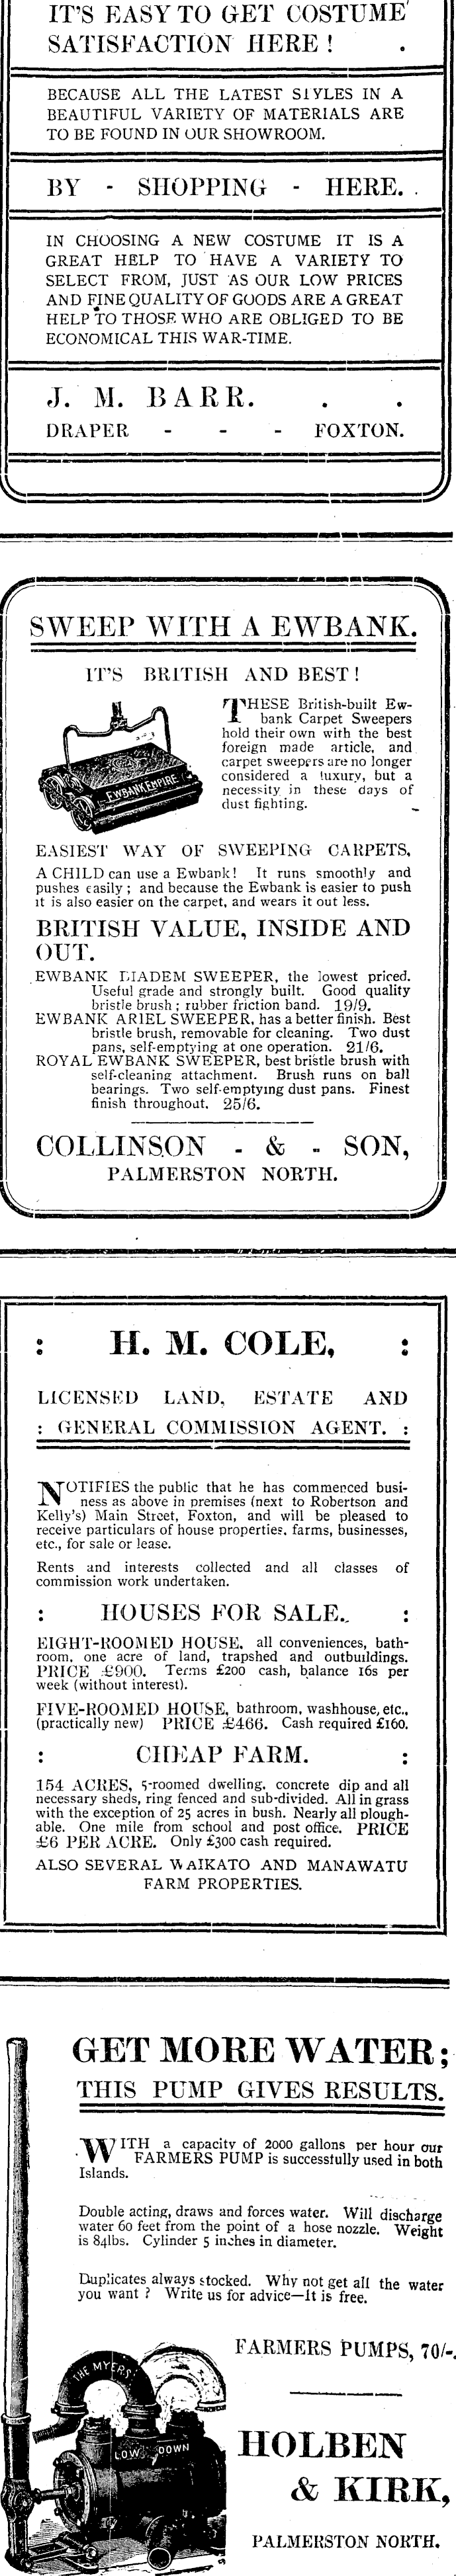 IT'S EASY TO GET COSTUME
SATISFACTION HERE !
BECAUSE ALL THE LATEST STYLES IN A
BEAUTIFUL VARIETY OF MATERIALS ARE
TO BE FOUND IN OUR SHOWROOM.
BY - SHOPPING - HERE.
IN CHOOSING A NEW COSTUME IT IS A
GREAT HELP TO HAVE A VARIETY TO
SELECT FROM, JUST AS OUR LOW PRICES
AND FINE QUALITY OF GOODS ARE A GREAT
HELP TO THOSE WHO ARE OBLIGED TO BE
ECONOMICAL THIS WAR-TIME.
J. M. BARR. . .
DRAPER - - - FOXTON.
SWEEP WITH A EWBANK.
IT'S BRITISH AND BEST !
THESE British-built Ew-
bank Carpet Sweepers
hold their own with the best
foreign made article, and
carpet sweepers are no longer
considered a luxury, but a
necessity in these days of
dust fighting.
EWBANK EMPIRE
EASIEST WAY OF SWEEPING CARPETS.
A CHILD can use a Ewbank! It runs smoothly and
pushes easily ; and because the Ewbank is easier to push
it is also easier on the carpet, and wears it out less.
BRITISH VALUE, INSIDE AND
OUT.
EWBANK DIADEM SWEEPER, the lowest priced.
Useful grade and strongly built. Good quality
bristle brush ; rubber friction band. 19/9.
EWBANK ARIEL SWEEPER, has a better finish. Best
bristle brush, removable for cleaning. Two dust
pans, self-emptying at one operation. 21/6.
ROYAL EWBANK SWEEPER, best bristle brush with
self-cleaning attachment. Brush runs on ball
bearings. Two self-emptyng dust pans. Finest
finish throughout. 25/6.
COLLINSON - & - SON,
PALMERSTON NORTH.
: H. M. COLE, :
LICENSED LAND, ESTATE AND
: GENERAL COMMISSION AGENT. :
NOTIFIES the public that he has commenced busi-
ness as above in premises (next to Robertson and
Kelly's) Main Street, Foxton, and will be pleased to
receive particulars of house properties, farms, businesses,
etc., for sale or lease.
Rents and interests collected and all classes of
commission work undertaken.
: HOUSES FOR SALE. :
EIGHT-ROOMED HOUSE, all conveniences, bath-
room, one acre of land, trapshed and outbuildings.
PRICE £900. Terms £200 cash, balance 16s per
week (without interest).
FIVE-ROOMED HOUSE, bathroom, washhouse, etc.,
(practically new) PRICE £466. Cash required £160.
: CHEAP FARM. :
154 ACRES, 5-roomed dwelling, concrete dip and all
necessary sheds, ring fenced and sub-divided. All in grass
with the exception of 25 acres in bush. Nearly all plough-
able. One mile from school and post office. PRICE
£6 PER ACRE. Only £300 cash required.
ALSO SEVERAL WAIKATO AND MANAWATU
FARM PROPERTIES.
GET MORE WATER;
THIS PUMP GIVES RESULTS.
WITH a capacity of 2000 gallons per hour our
FARMERS PUMP is successfully used in both
Islands.
Double acting, draws and forces water. Will discharge
water 60 feet from the point of a hose nozzle. Weight
is 84lbs. Cylinder 5 inches in diameter.
Duplicates always stocked. Why not get all the water
you want ? Write us for advice—It is free.
FARMERS PUMPS, 70/-.
THE MYERS
LOW DOWN
HOLBEN
& KIRK,
PALMERSTON NORTH.